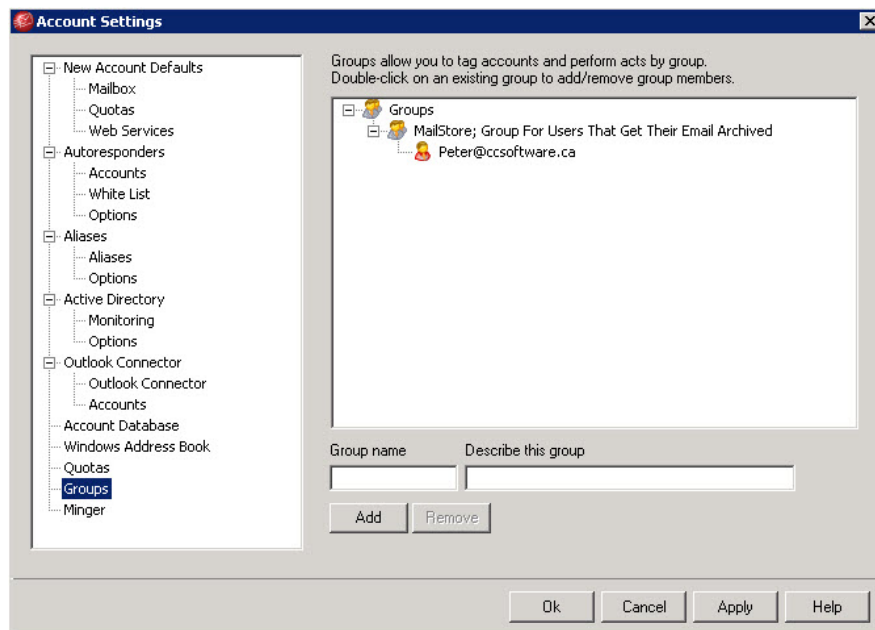 Account Settings
New Account Defaults
Mailbox
Quotas
Web Services
Autoresponders
Accounts
White List
Options
Aliases
Aliases
Options
Active Directory
Monitoring
Options
Outlook Connector
Outlook Connector
Accounts
Account Database
Windows Address Book
Quotas
Groups
Minger
Groups allow you to tag accounts and perform acts by group.
Double-click on an existing group to add/remove group members.
Groups
MailStore; Group For Users That Get Their Email Archived
Peter@ccsoftware.ca
Group name
Describe this group
Add
Remove
Ok
Cancel
Apply
Help